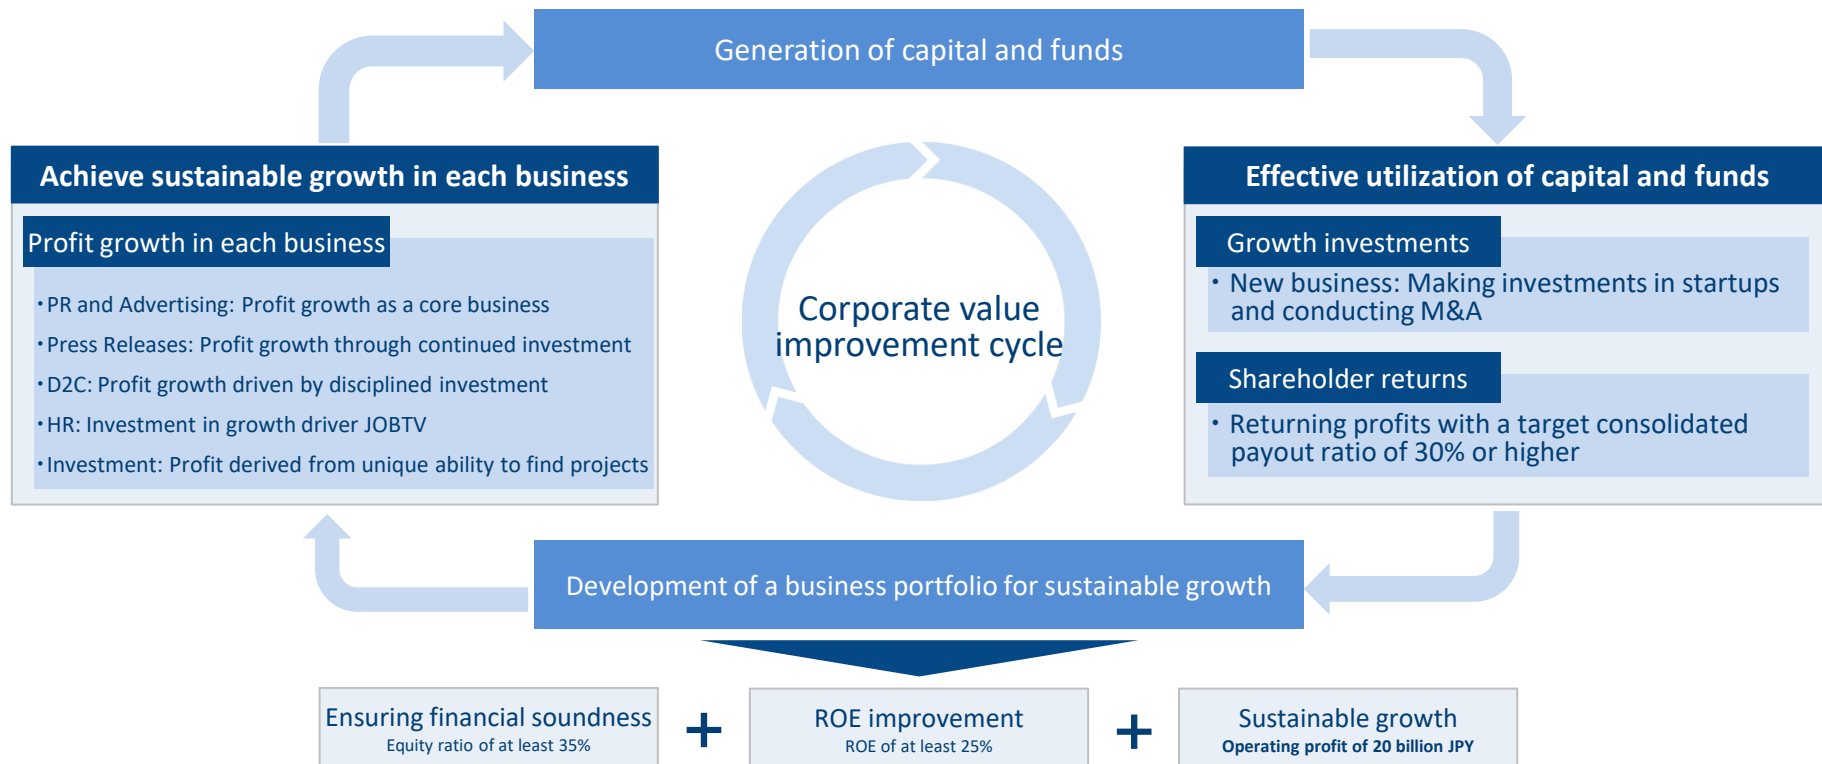 Generation of capital and funds
Achieve sustainable growth in each business
Profit growth in each business
・PR and Advertising: Profit growth as a core business
・Press Releases: Profit growth through continued investment
・D2C: Profit growth driven by disciplined investment
・HR: Investment in growth driver JOBTV
・Investment: Profit derived from unique ability to find projects
Corporate value
improvement cycle
Effective utilization of capital and funds
Growth investments
・New business: Making investments in startups
and conducting M&A
Shareholder returns
・Returning profits with a target consolidated
payout ratio of 30% or higher
Development of a business portfolio for sustainable growth
Ensuring financial soundness
Equity ratio of at least 35%
+
ROE improvement
ROE of at least 25%
+
Sustainable growth
Operating profit of 20 billion JPY